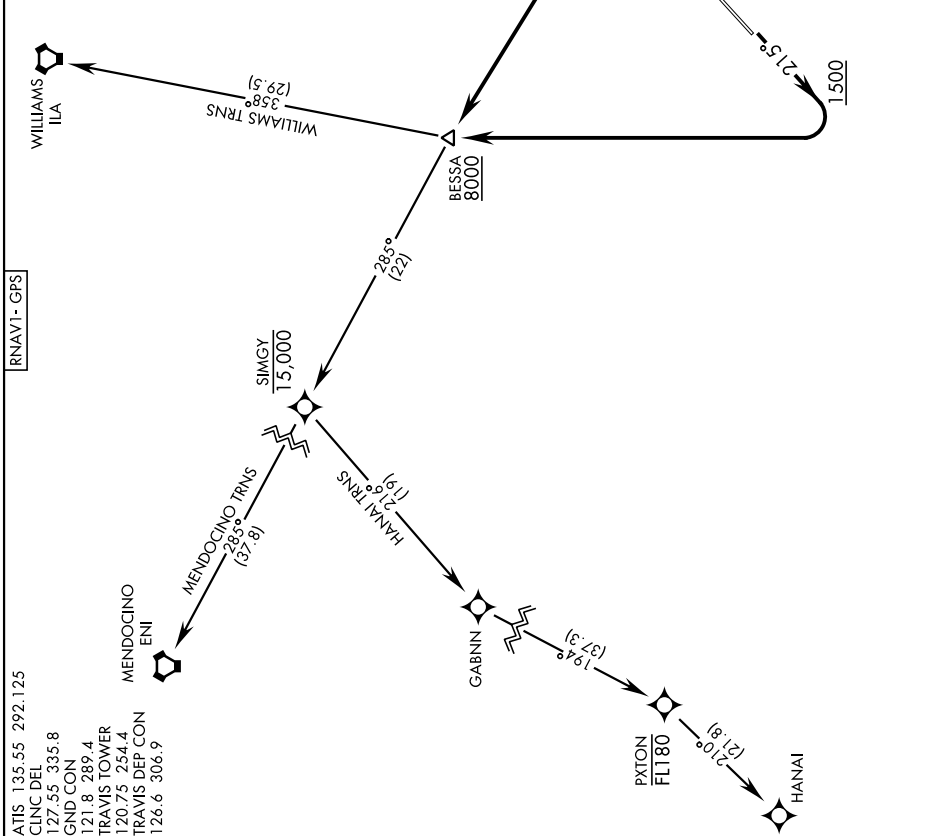 ATIS 135.55 292.125
CLNC DEL
127.55 335.8
GND CON
121.8 289.4
TRAVIS TOWER
120.75 254.4
TRAVIS DEP CON
126.6 306.9
RNAV1- GPS
WILLIAMS
ILA
WILLIAMS TRNS
358°
(29.5)
215°
1500
BESSA
8000
285°
(22)
SIMGY
15,000
MENDOCINO TRNS
285°
(37.8)
MENDOCINO
ENI
HANAI TRNS
216°
(19)
GABNN
194°
(37.3)
PXTON
FL180
210°
(21.8)
HANAI